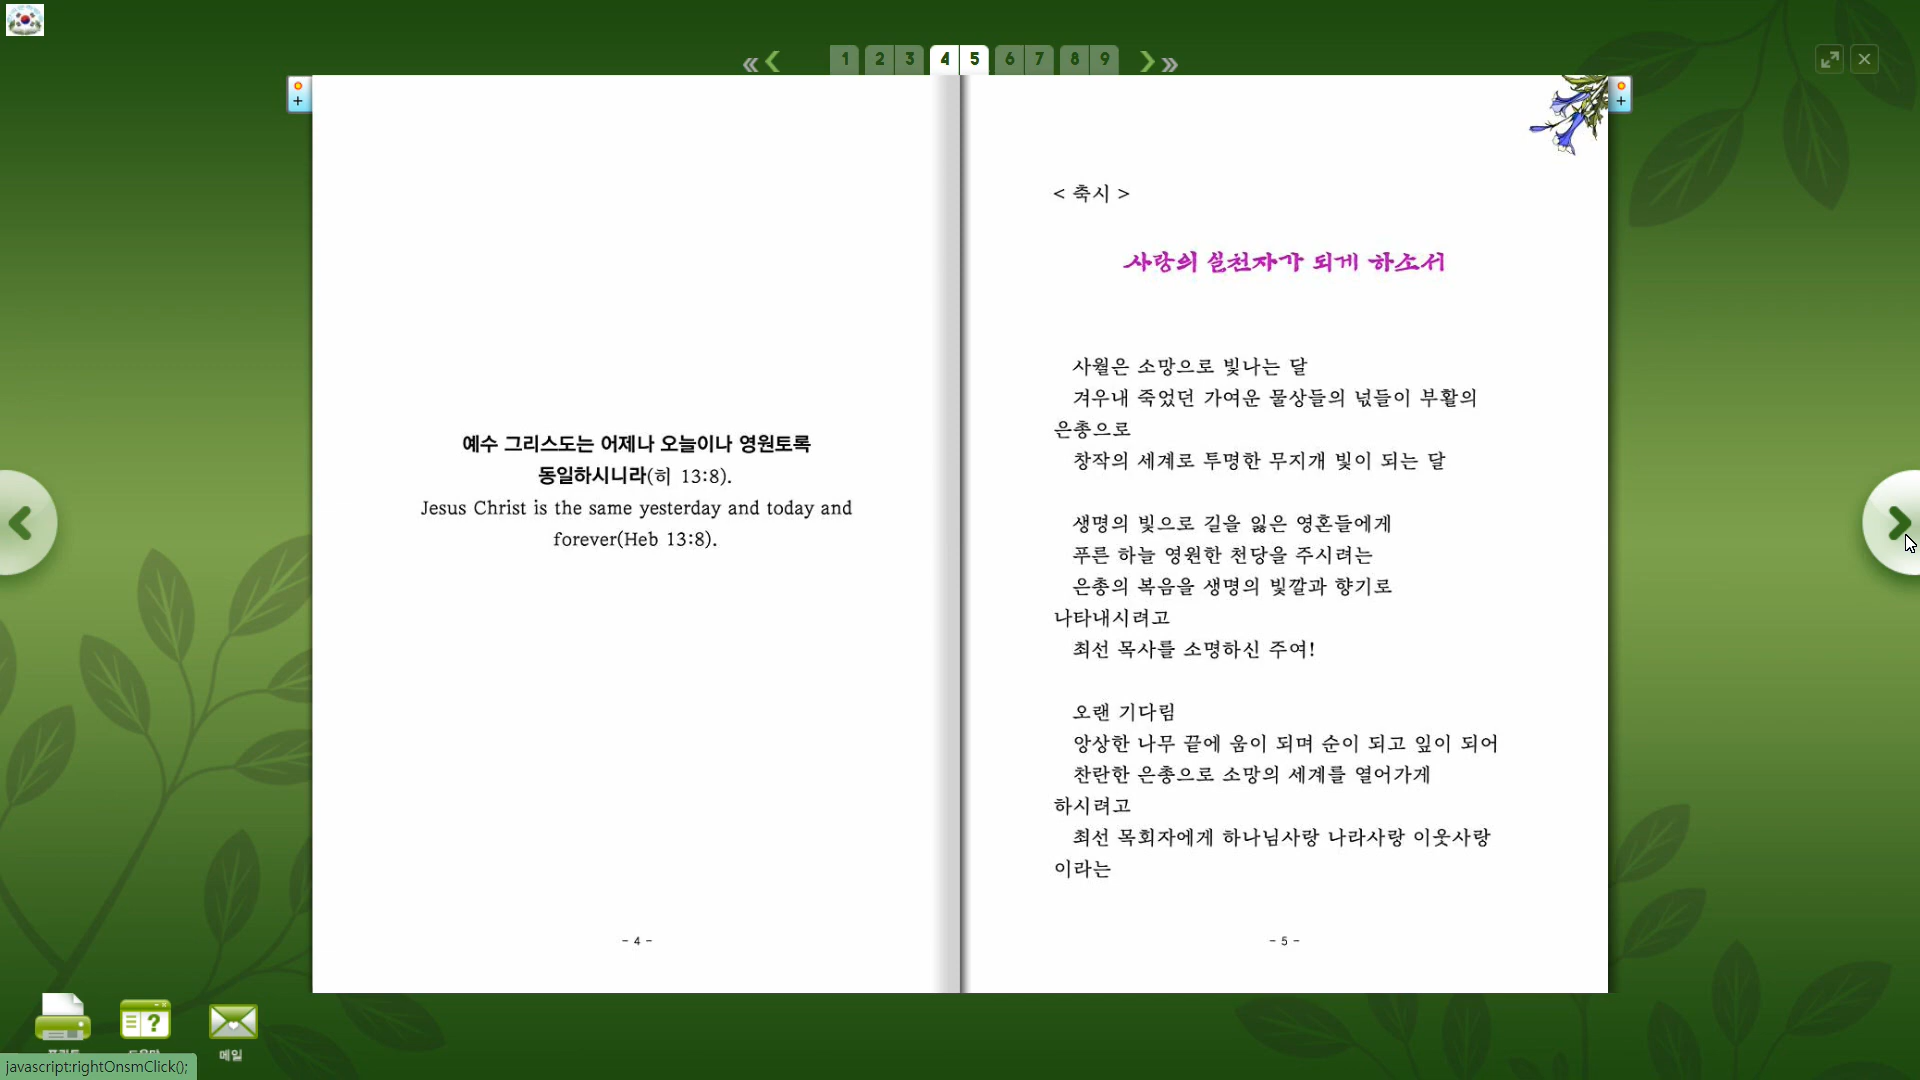 1 2 3 4 5 6 7 8 9
예수 그리스도는 어제나 오늘이나 영원토록
동일하시니라(히 13:8).
Jesus Christ is the same yesterday and today and
forever(Heb 13:8).
- 4 -
< 축시 >
사랑의 실천자가 되게 하소서
사월은 소망으로 빛나는 달
겨우내 죽었던 가여운 물상들의 넋들이 부활의
은총으로
창작의 세계로 투명한 무지개 빛이 되는 달
생명의 빛으로 길을 잃은 영혼들에게
푸른 하늘 영원한 천당을 주시려는
은총의 복음을 생명의 빛깔과 향기로
나타내시려고
최선 목사를 소명하신 주여!
오랜 기다림
앙상한 나무 끝에 움이 되며 순이 되고 잎이 되어
찬란한 은총으로 소망의 세계를 열어가게
하시려고
최선 목회자에게 하나님사랑 나라사랑 이웃사랑
이라는
- 5 -
메일
javascript:rightOnsmClick();